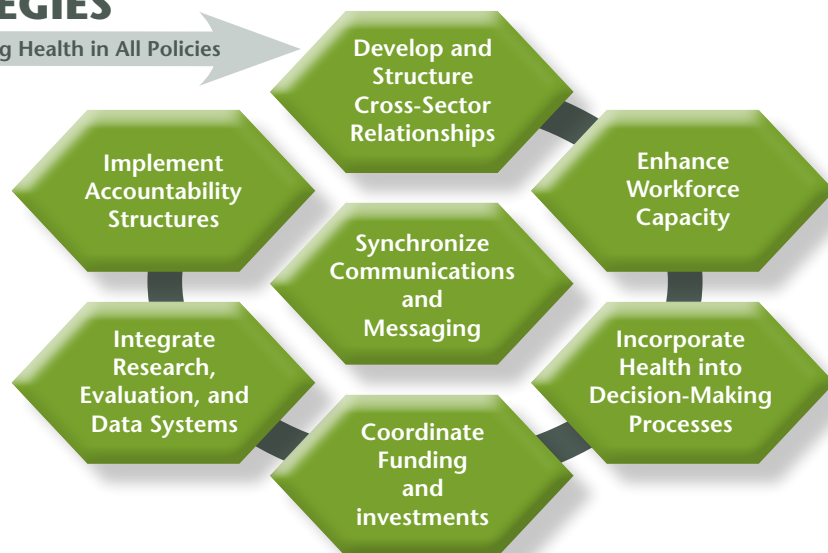 EGIES
g Health in All Policies
Develop and
Structure
Cross-Sector
Relationships
Enhance
Workforce
Capacity
Incorporate
Health into
Decision-Making
Processes
Coordinate
Funding
and
investments
Integrate
Research,
Evaluation, and
Data Systems
Implement
Accountability
Structures
Synchronize
Communications
and
Messaging